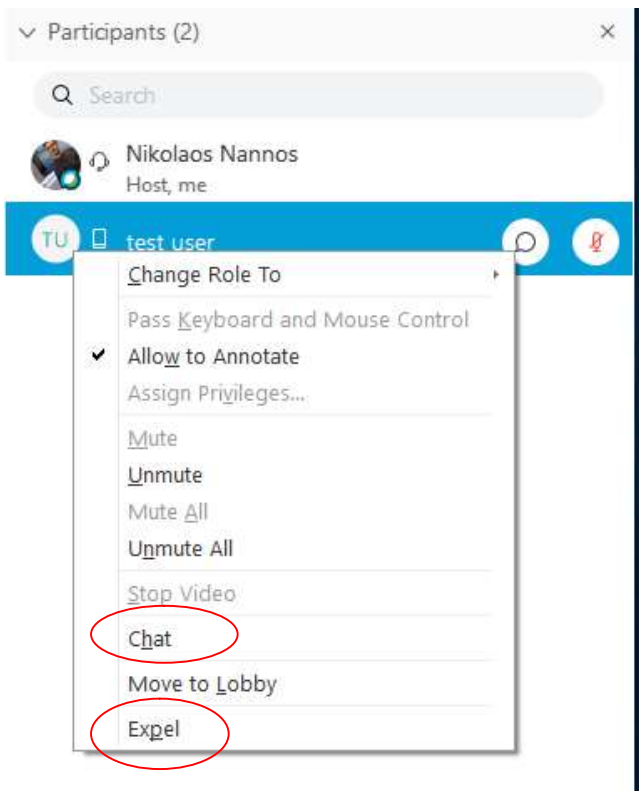 Participants (2)
Search
Nikolaos Nannos
Host, me
TU test user
Change Role To
Pass Keyboard and Mouse Control
Allow to Annotate
Assign Privileges...
Mute
Unmute
Mute All
Unmute All
Stop Video
Chat
Move to Lobby
Expel